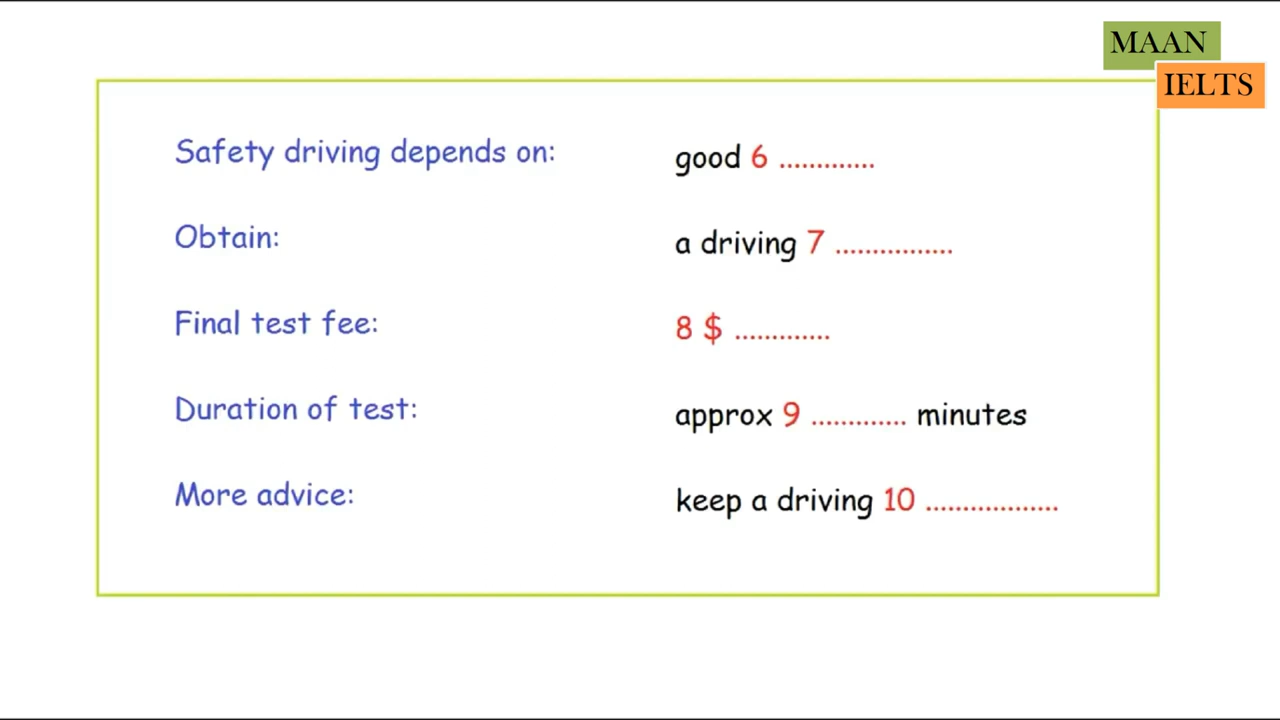 MAAN
IELTS
Safety driving depends on: good 6 .............
Obtain: a driving 7 ................
Final test fee: 8 $ .............
Duration of test: approx 9 ............. minutes
More advice: keep a driving 10 ..................